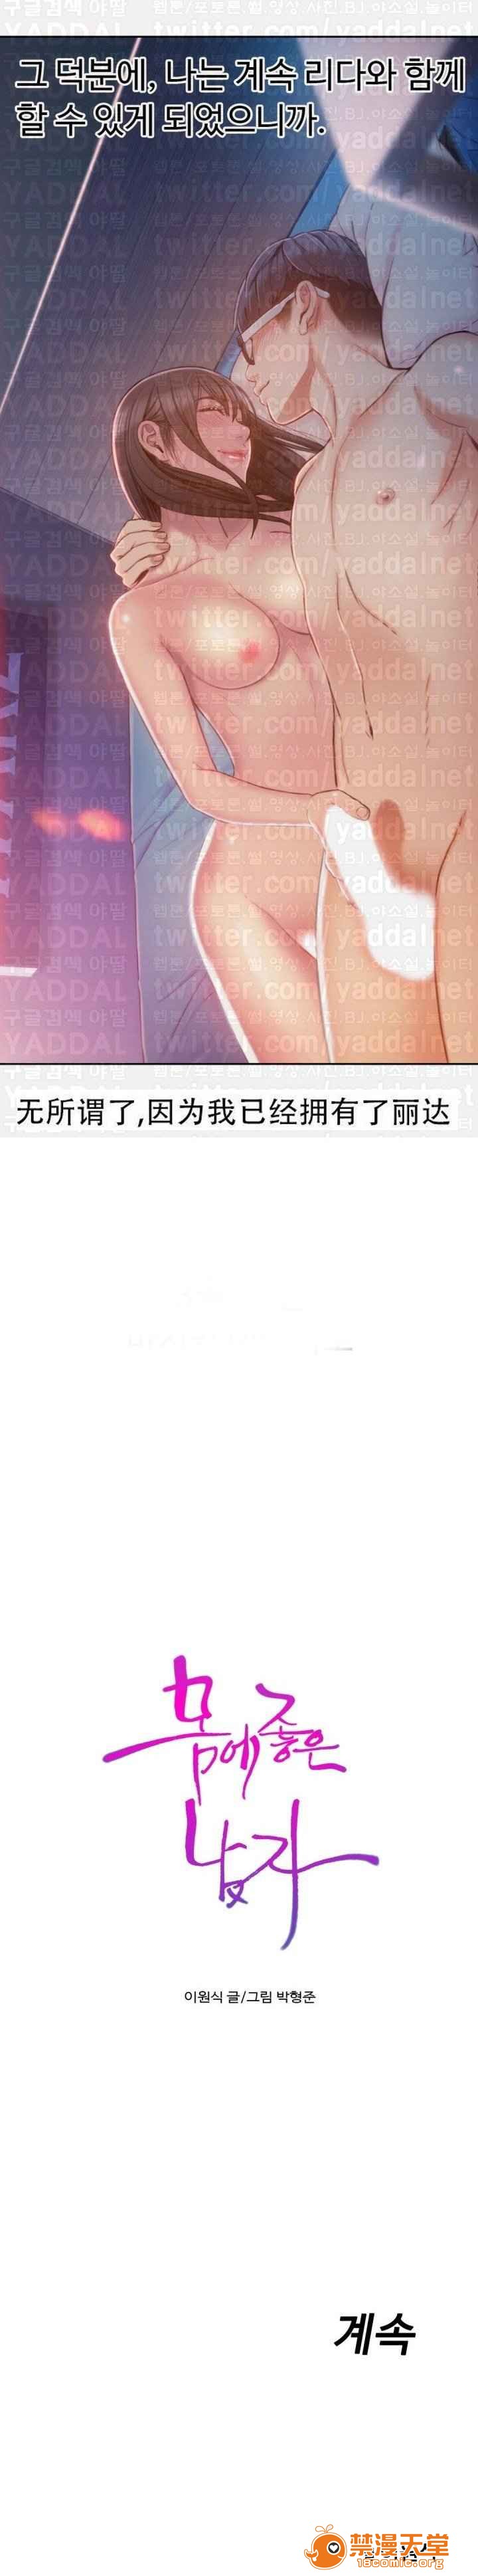 그 덕분에, 나는 계속 리다와 함께
할 수 있게 되었으니까.
구글검색 야딸
YADDAL
웹툰/포토툰.썰.영상.사진.BJ.야소설.놀이터
twitter.com/yaddalnet
无所谓了,因为我已经拥有了丽达
몸에 좋은
남자
이원식 글/그림 박형준
계속
禁漫天堂
18comic.org